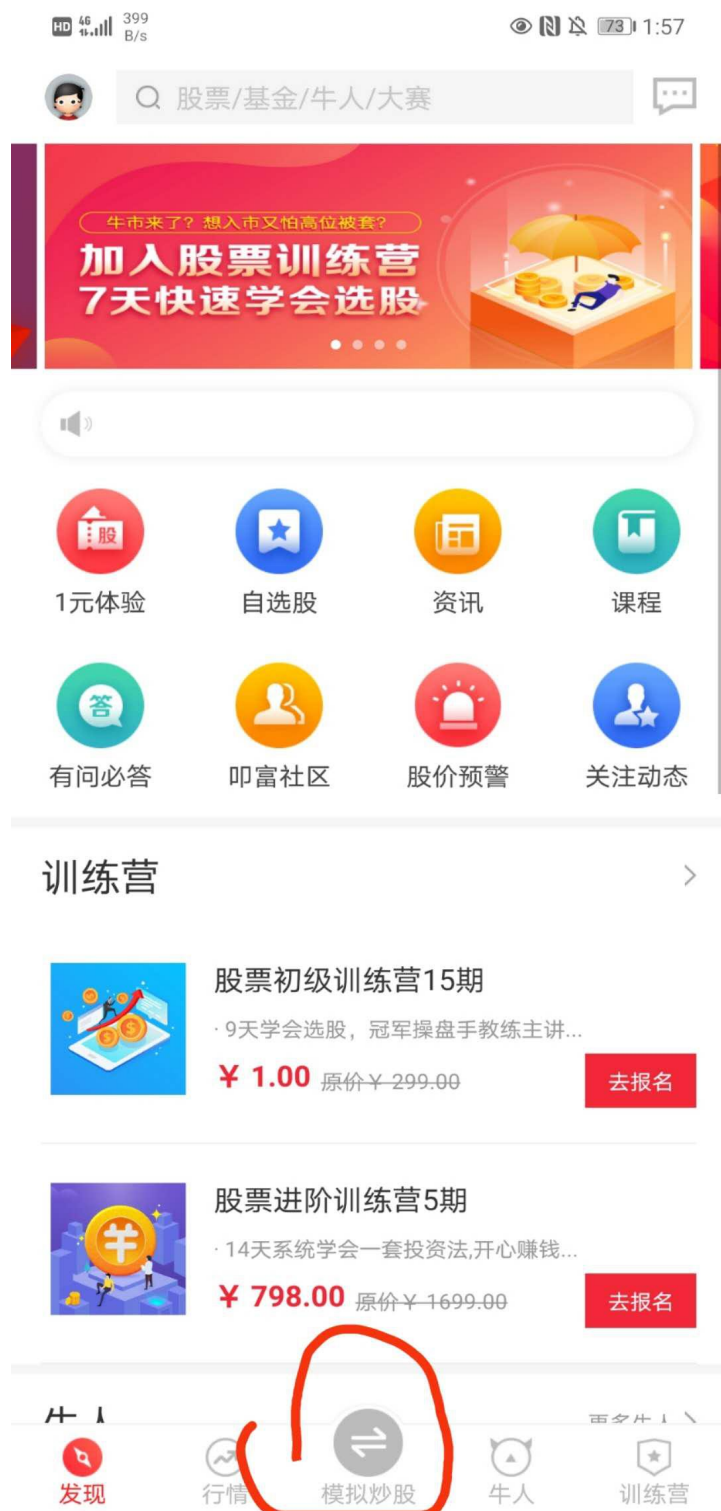 HD 46 399 B/s 73 1:57
股票/基金/牛人/大赛
牛市来了？想入市又怕高位被套？
加入股票训练营
7天快速学会选股
股
1元体验 自选股 资讯 课程
答
有问必答 叩富社区 股价预警 关注动态
训练营
股票初级训练营15期
· 9天学会选股，冠军操盘手教练主讲...
¥ 1.00 原价¥ 299.00 去报名
股票进阶训练营5期
· 14天系统学会一套投资法,开心赚钱...
¥ 798.00 原价¥ 1699.00 去报名
牛人 更多牛人
发现 行情 模拟炒股 牛人 训练营